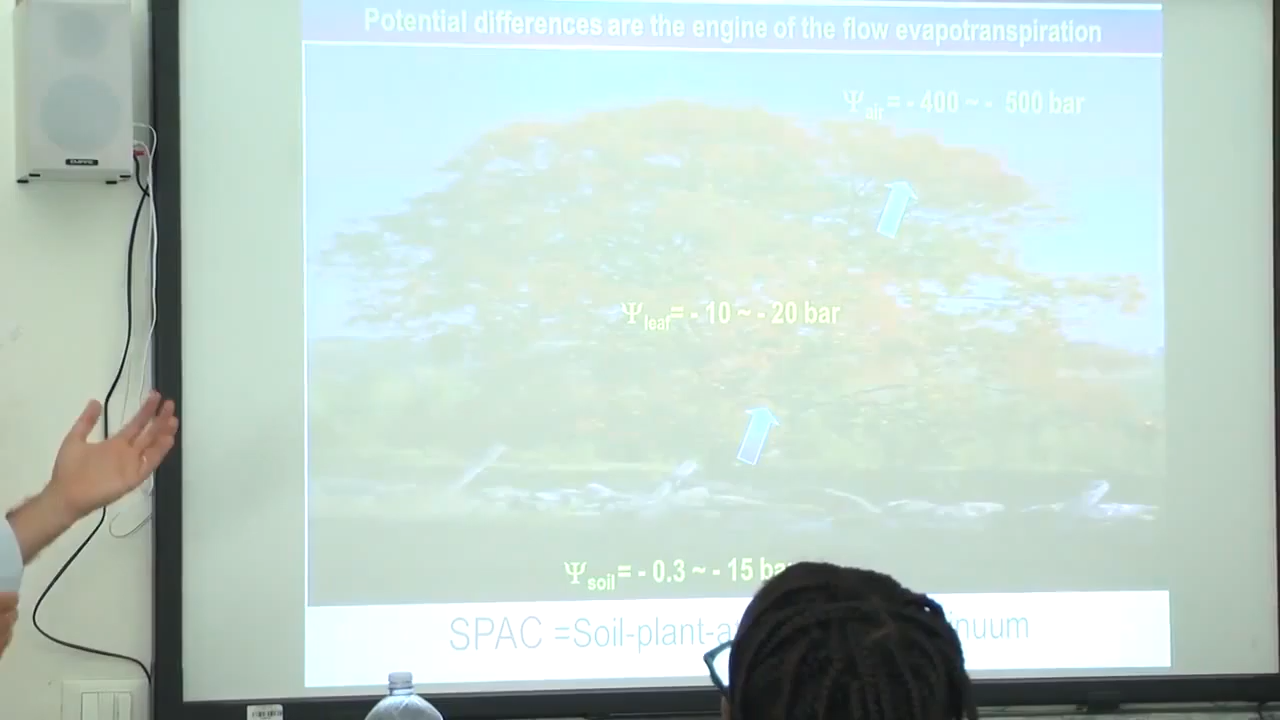 Potential differences are the engine of the flow evapotranspiration
Ψair= - 400 ~ - 500 bar
Ψleaf= - 10 ~ - 20 bar
Ψsoil= - 0.3 ~ - 15
SPAC =Soil-plant-